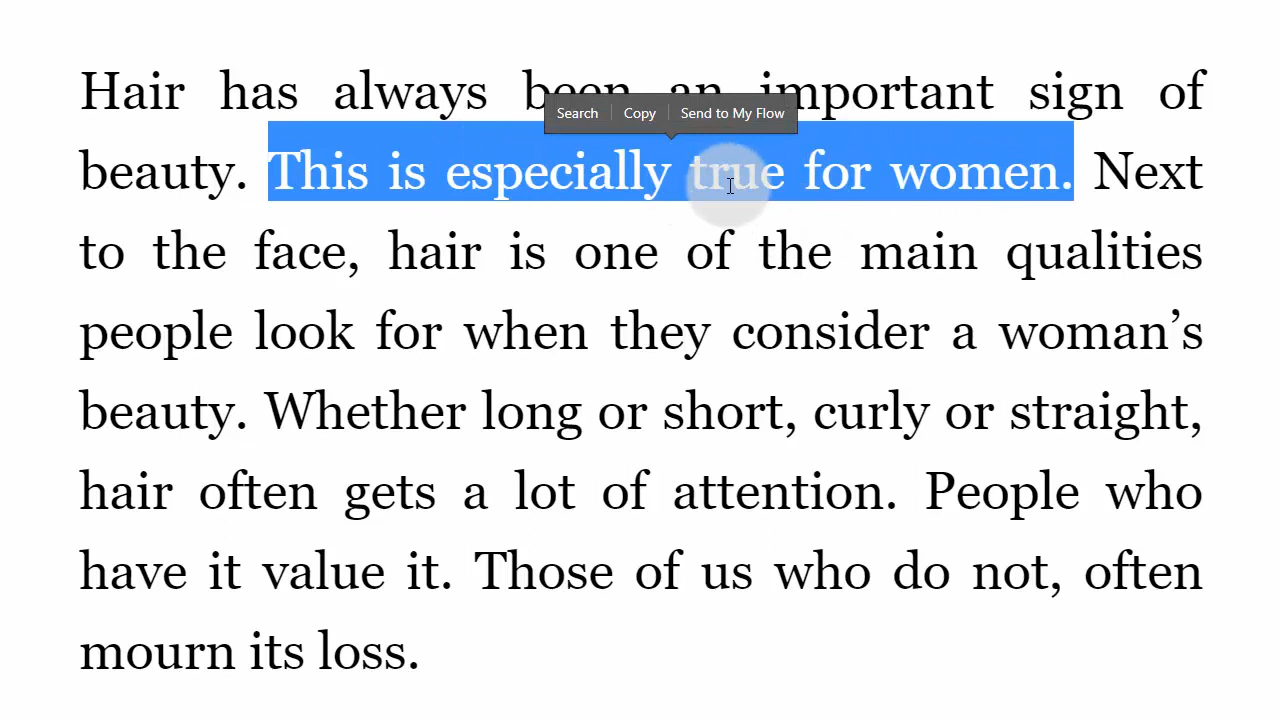 Hair has always been an important sign of
Search Copy Send to My Flow
beauty. This is especially true for women. Next
to the face, hair is one of the main qualities
people look for when they consider a woman’s
beauty. Whether long or short, curly or straight,
hair often gets a lot of attention. People who
have it value it. Those of us who do not, often
mourn its loss.